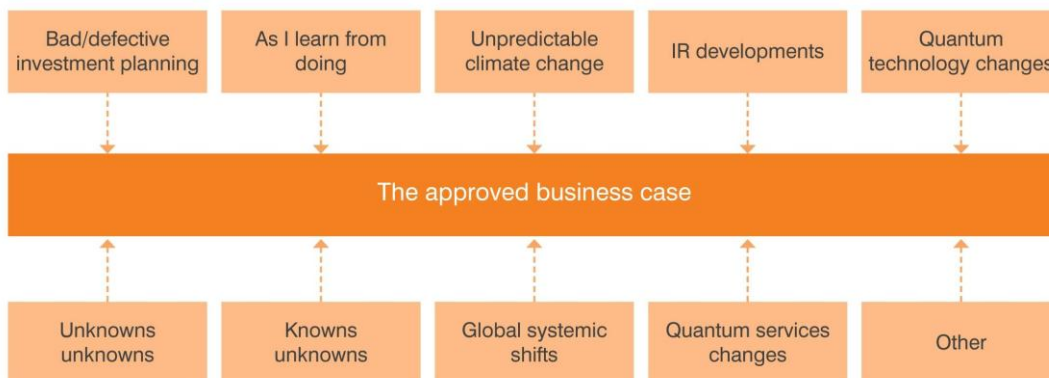 Bad/defective
investment planning
As I learn from
doing
Unpredictable
climate change
IR developments
Quantum
technology changes
The approved business case
Unknowns
unknowns
Knowns
unknowns
Global systemic
shifts
Quantum services
changes
Other